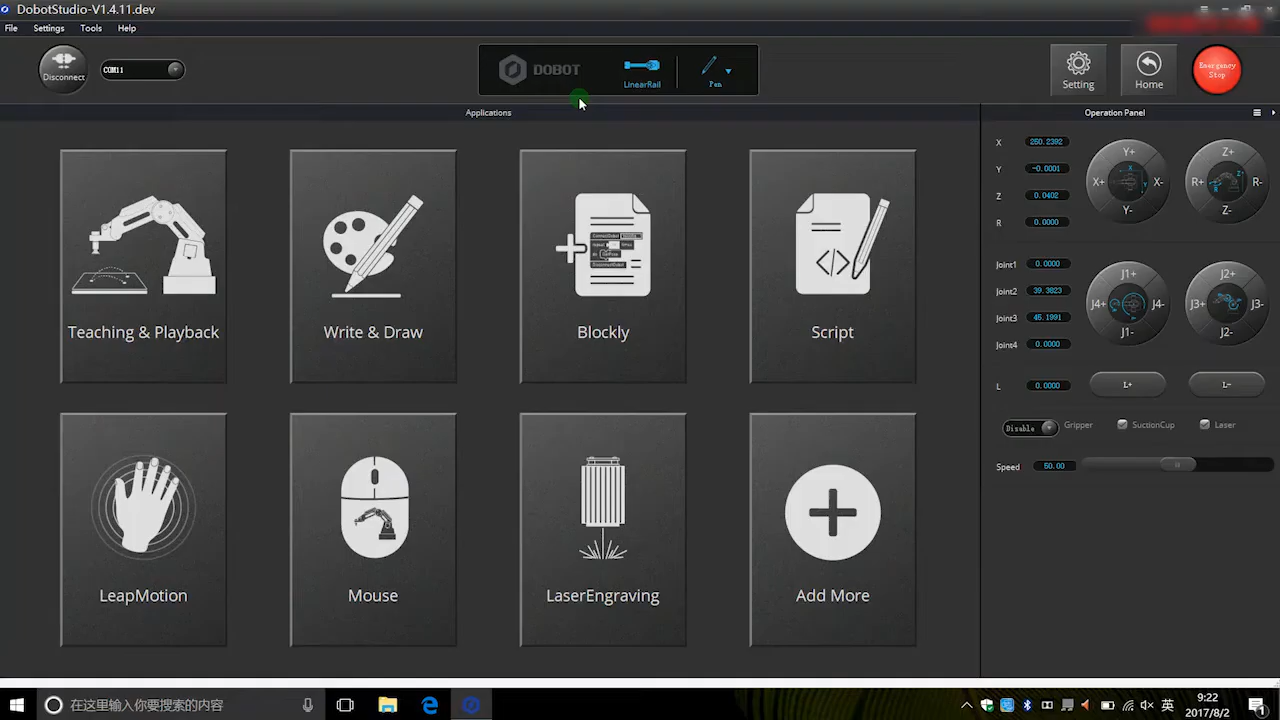 DobotStudio-V1.4.11.dev
File Settings Tools Help
Disconnect
COM11
DOBOT
LinearRail
Pen
Setting
Home
Emergency
Stop
Applications
Operation Panel
Teaching & Playback
Write & Draw
Blockly
Script
LeapMotion
Mouse
LaserEngraving
Add More
X 250.2392
Y -0.0001
Z 0.0402
R 0.0000
Y+
X+ X-
Y-
Z+
R+ R-
Z-
Joint1 0.0000
Joint2 39.3823
Joint3 45.1991
Joint4 0.0000
J1+
J4+ J4-
J1-
J2+
J3+ J3-
J2-
L 0.0000 L+ L-
Disable Gripper SuctionCup Laser
Speed 50.00
在这里输入你要搜索的内容
英
9:22
2017/8/2
1